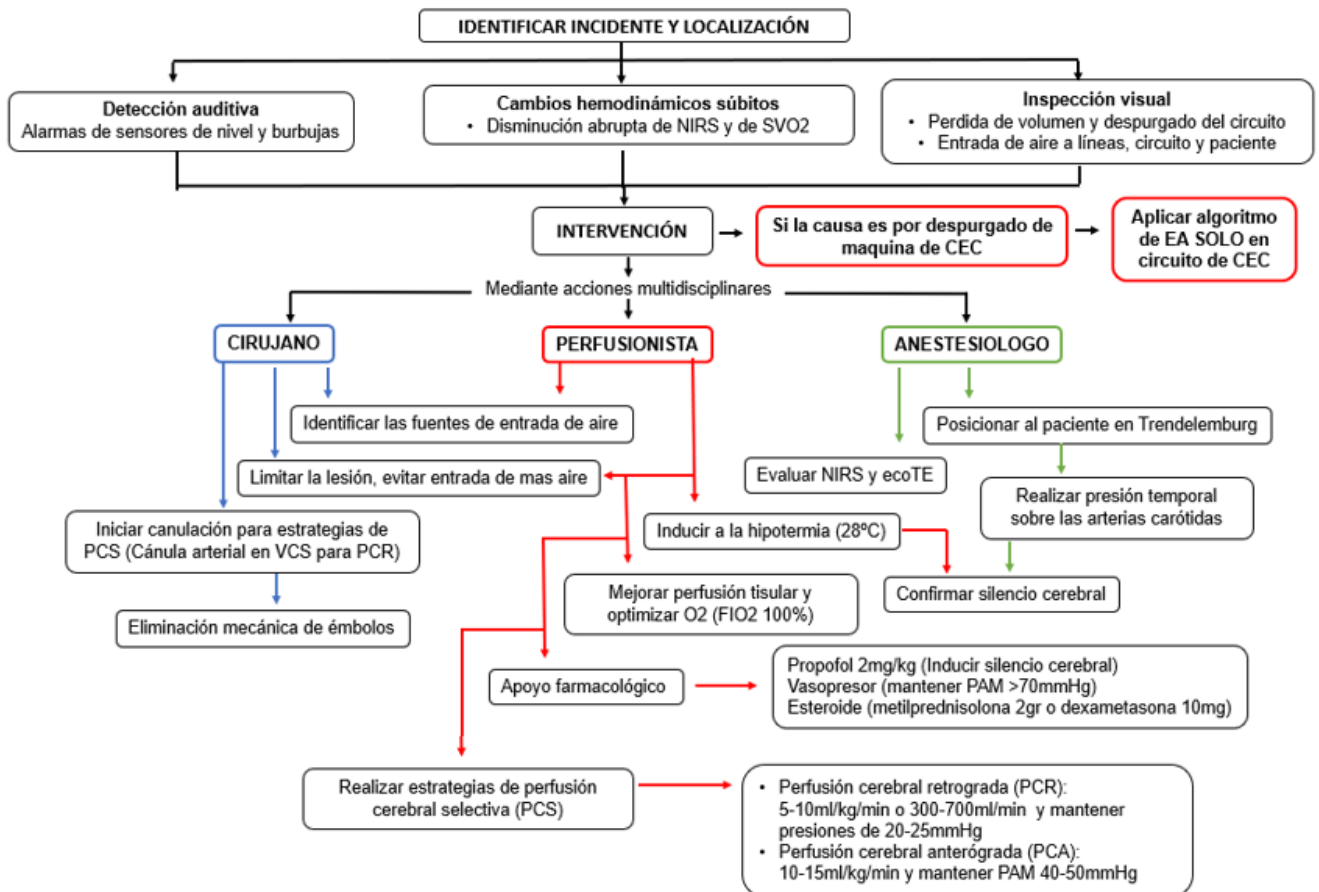 IDENTIFICAR INCIDENTE Y LOCALIZACIÓN
Detección auditiva
Alarmas de sensores de nivel y burbujas
Cambios hemodinámicos súbitos
• Disminución abrupta de NIRS y de SVO2
Inspección visual
• Perdida de volumen y despurgado del circuito
• Entrada de aire a líneas, circuito y paciente
INTERVENCIÓN
Si la causa es por despurgado de
maquina de CEC
Aplicar algoritmo
de EA SOLO en
circuito de CEC
Mediante acciones multidisciplinares
CIRUJANO
PERFUSIONISTA
ANESTESIOLOGO
Identificar las fuentes de entrada de aire
Posicionar al paciente en Trendelemburg
Limitar la lesión, evitar entrada de mas aire
Evaluar NIRS y ecoTE
Realizar presión temporal
sobre las arterias carótidas
Iniciar canulación para estrategias de
PCS (Cánula arterial en VCS para PCR)
Inducir a la hipotermia (28ºC)
Mejorar perfusión tisular y
optimizar O2 (FIO2 100%)
Confirmar silencio cerebral
Eliminación mecánica de émbolos
Apoyo farmacológico
Propofol 2mg/kg (Inducir silencio cerebral)
Vasopresor (mantener PAM >70mmHg)
Esteroide (metilprednisolona 2gr o dexametasona 10mg)
Realizar estrategias de perfusión
cerebral selectiva (PCS)
• Perfusión cerebral retrograda (PCR):
5-10ml/kg/min o 300-700ml/min y mantener
presiones de 20-25mmHg
• Perfusión cerebral anterógrada (PCA):
10-15ml/kg/min y mantener PAM 40-50mmHg